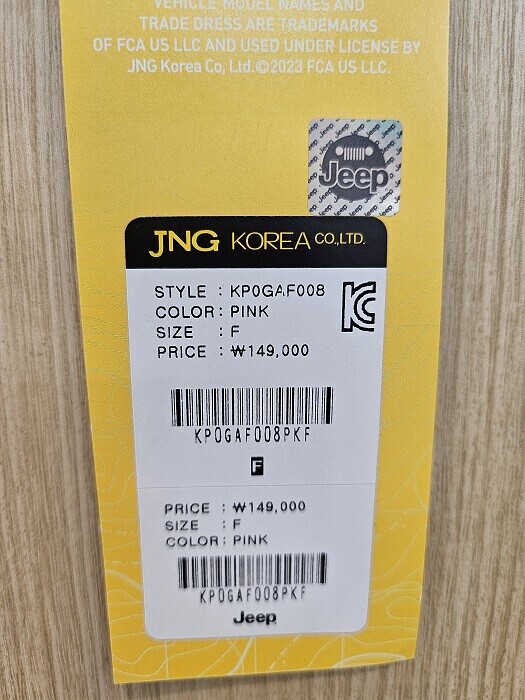 VEHICLE MODEL NAMES AND
TRADE DRESS ARE TRADEMARKS
OF FCA US LLC AND USED UNDER LICENSE BY
JNG Korea Co, Ltd.©2023 FCA US LLC.
Jeep
JNG KOREA CO.,LTD.
STYLE : KP0GAF008
COLOR : PINK
SIZE : F
PRICE : ₩149,000
KP0GAF008PKF
F
PRICE : ₩149,000
SIZE : F
COLOR : PINK
KP0GAF008PKF
Jeep